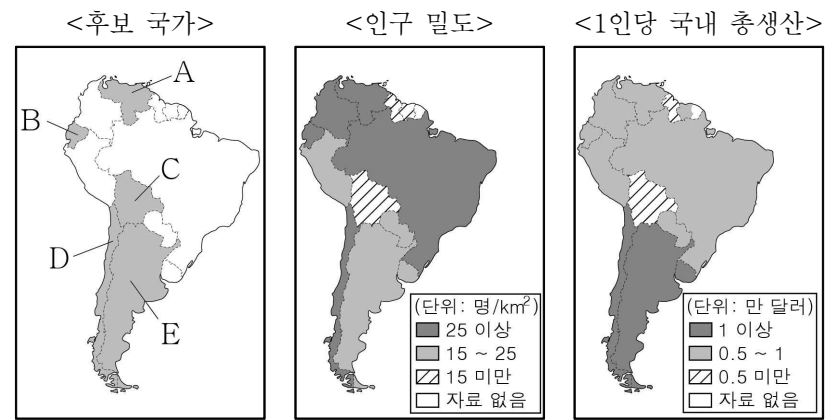 <후보 국가>
A
B
C
D
E
<인구 밀도>
(단위: 명/km²)
25 이상
15 ~ 25
15 미만
자료 없음
<1인당 국내 총생산>
(단위: 만 달러)
1 이상
0.5 ~ 1
0.5 미만
자료 없음